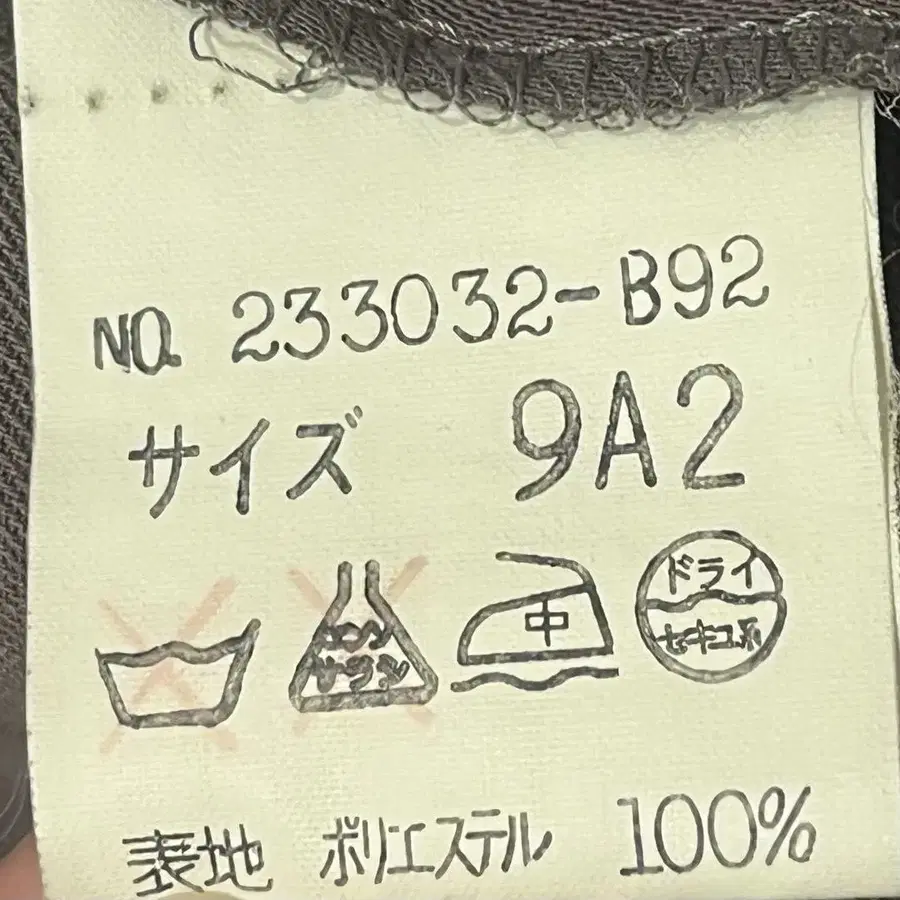 NO. 233032-B92
サイズ 9A2
エンソ
サラシ
中
ドライ
セキユ系
表地 ポリエステル 100%